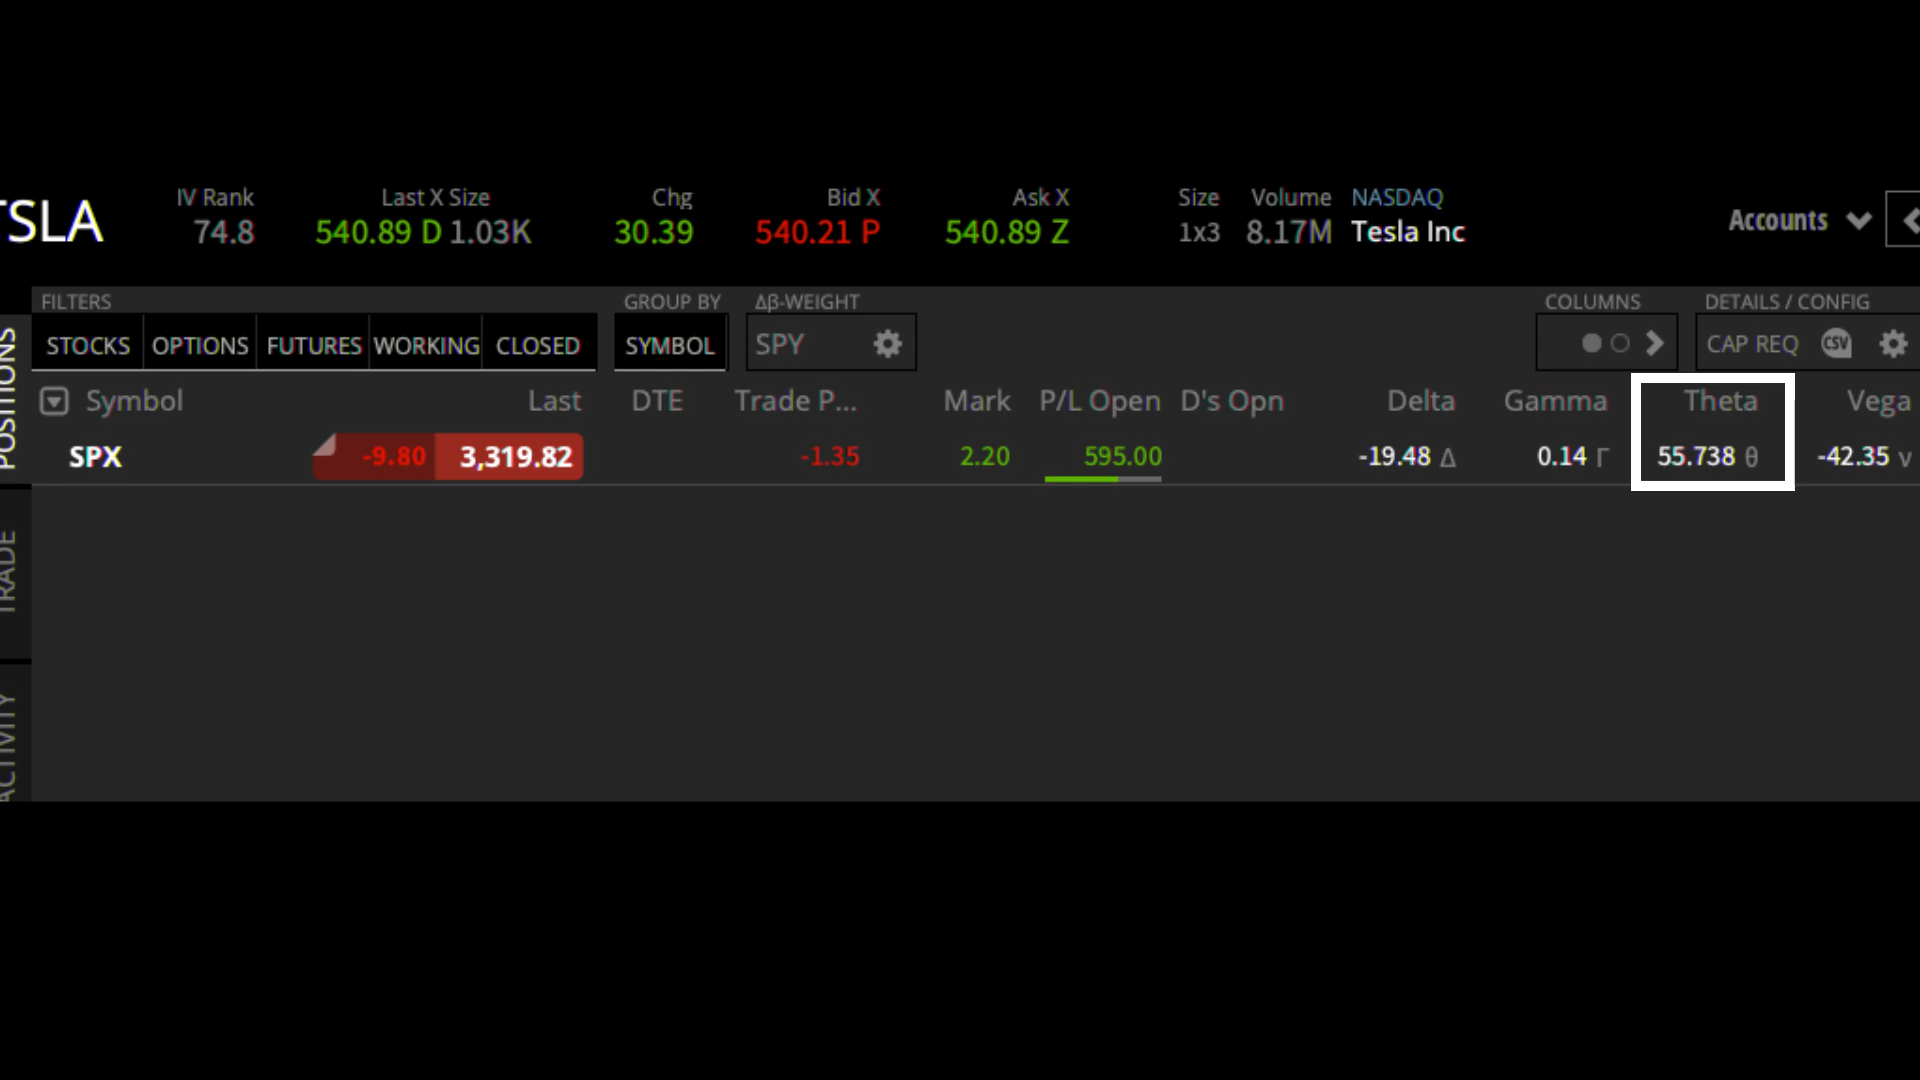 TSLA
IV Rank Last X Size Chg Bid X Ask X Size Volume NASDAQ
74.8 540.89 D 1.03K 30.39 540.21 P 540.89 Z 1x3 8.17M Tesla Inc
Accounts
FILTERS GROUP BY Δβ-WEIGHT COLUMNS DETAILS / CONFIG
STOCKS OPTIONS FUTURES WORKING CLOSED SYMBOL SPY CAP REQ CSV
Symbol Last DTE Trade P... Mark P/L Open D's Opn Delta Gamma Theta Vega
SPX -9.80 3,319.82 -1.35 2.20 595.00 -19.48 Δ 0.14 Γ 55.738 θ -42.35 ν
POSITIONS
TRADE
ACTIVITY